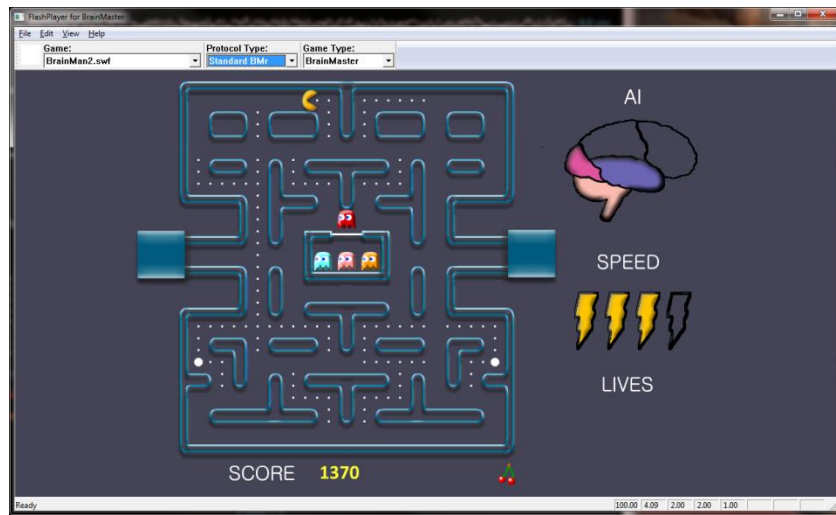 FlashPlayer for BrainMaster
File Edit View Help
Game: Protocol Type: Game Type:
BrainMan2.swf Standard BMr BrainMaster
AI
SPEED
LIVES
SCORE 1370
Ready 100.00 4.09 2.00 2.00 1.00